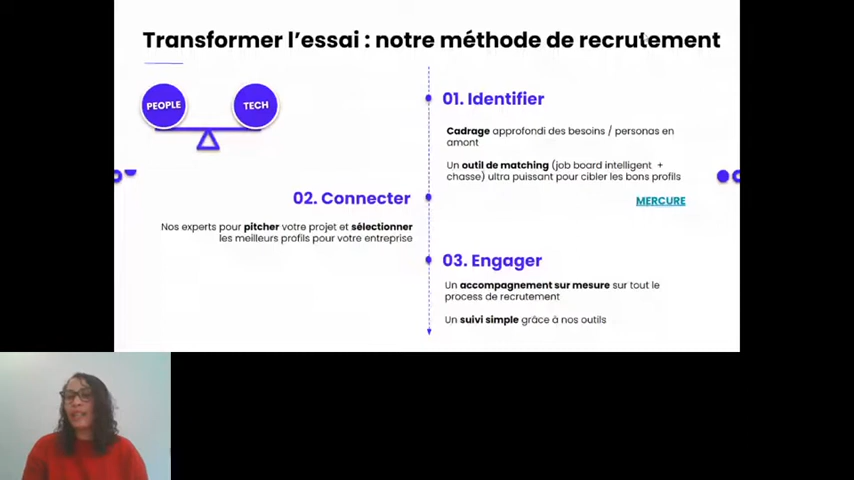 Transformer l'essai : notre méthode de recrutement
PEOPLE
TECH
01. Identifier
Cadrage approfondi des besoins / personas en
amont
Un outil de matching (job board intelligent +
chasse) ultra puissant pour cibler les bons profils
MERCURE
02. Connecter
Nos experts pour pitcher votre projet et sélectionner
les meilleurs profils pour votre entreprise
03. Engager
Un accompagnement sur mesure sur tout le
process de recrutement
Un suivi simple grâce à nos outils